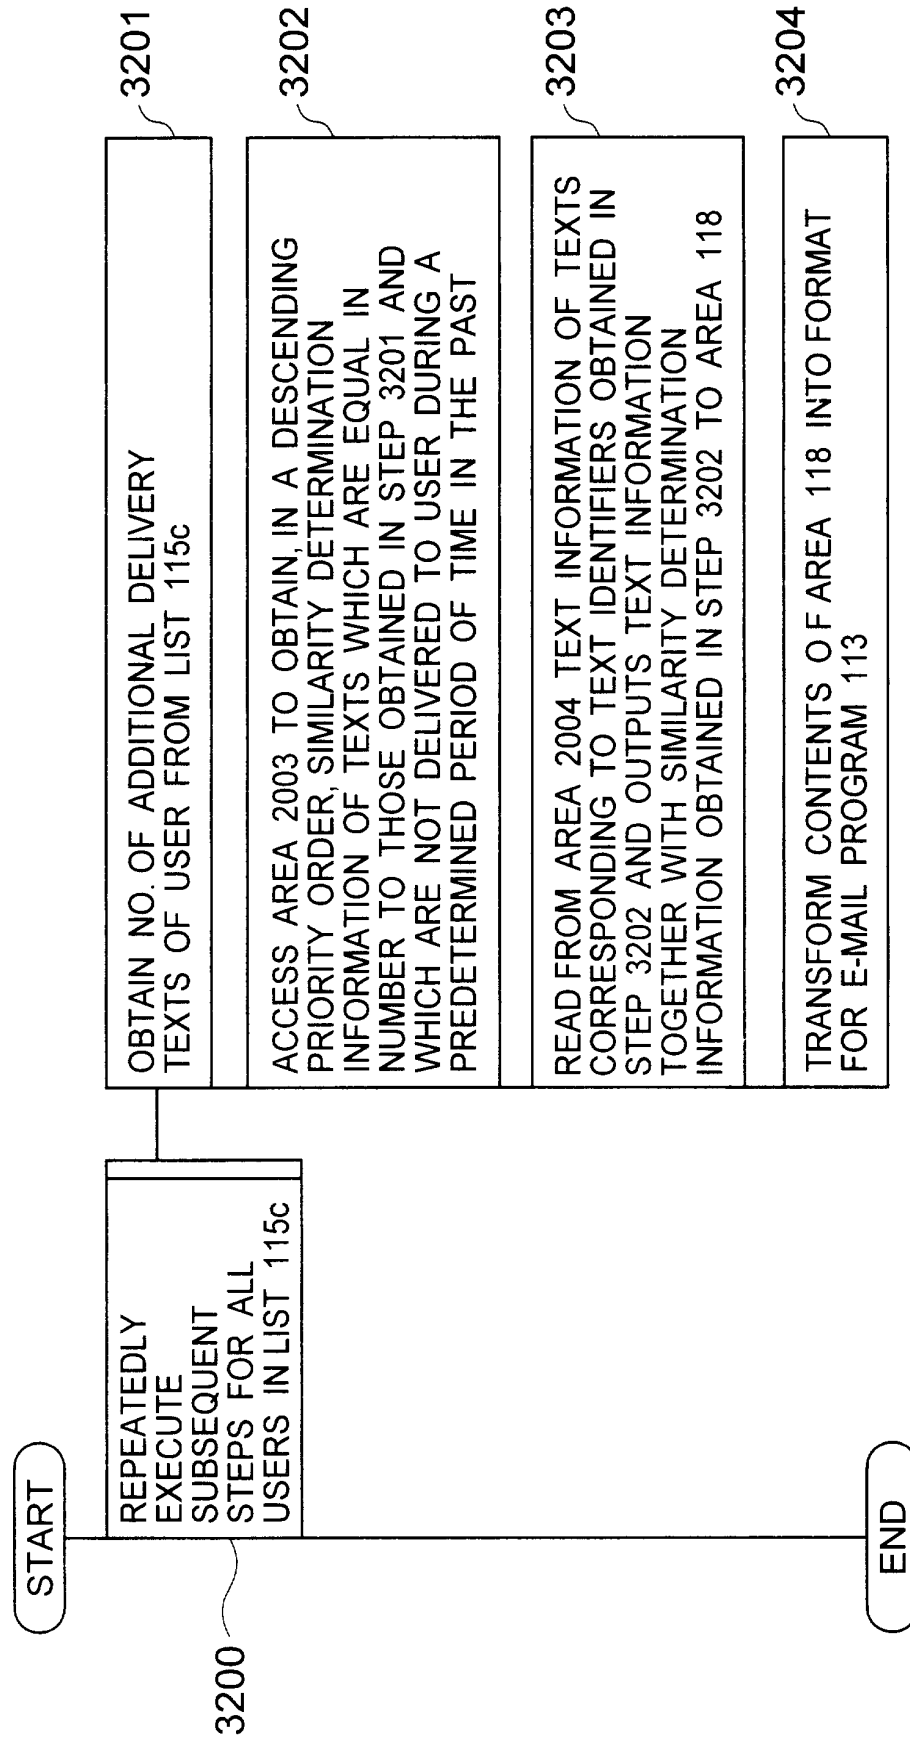 START
REPEATEDLY
EXECUTE
SUBSEQUENT
STEPS FOR ALL
USERS IN LIST 115c
3200
OBTAIN NO. OF ADDITIONAL DELIVERY
TEXTS OF USER FROM LIST 115c
3201
ACCESS AREA 2003 TO OBTAIN, IN A DESCENDING
PRIORITY ORDER, SIMILARITY DETERMINATION
INFORMATION OF TEXTS WHICH ARE EQUAL IN
NUMBER TO THOSE OBTAINED IN STEP 3201 AND
WHICH ARE NOT DELIVERED TO USER DURING A
PREDETERMINED PERIOD OF TIME IN THE PAST
3202
READ FROM AREA 2004 TEXT INFORMATION OF TEXTS
CORRESPONDING TO TEXT IDENTIFIERS OBTAINED IN
STEP 3202 AND OUTPUTS TEXT INFORMATION
TOGETHER WITH SIMILARITY DETERMINATION
INFORMATION OBTAINED IN STEP 3202 TO AREA 118
3203
TRANSFORM CONTENTS OF AREA 118 INTO FORMAT
FOR E-MAIL PROGRAM 113
3204
END